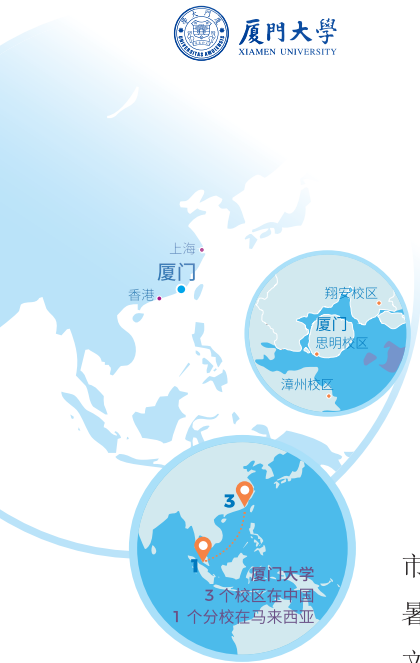 厦門大學
XIAMEN UNIVERSITY
上海
厦门
香港
翔安校区
厦门
思明校区
漳州校区
3
1
厦门大学
3 个校区在中国
1 个分校在马来西亚
市
暑